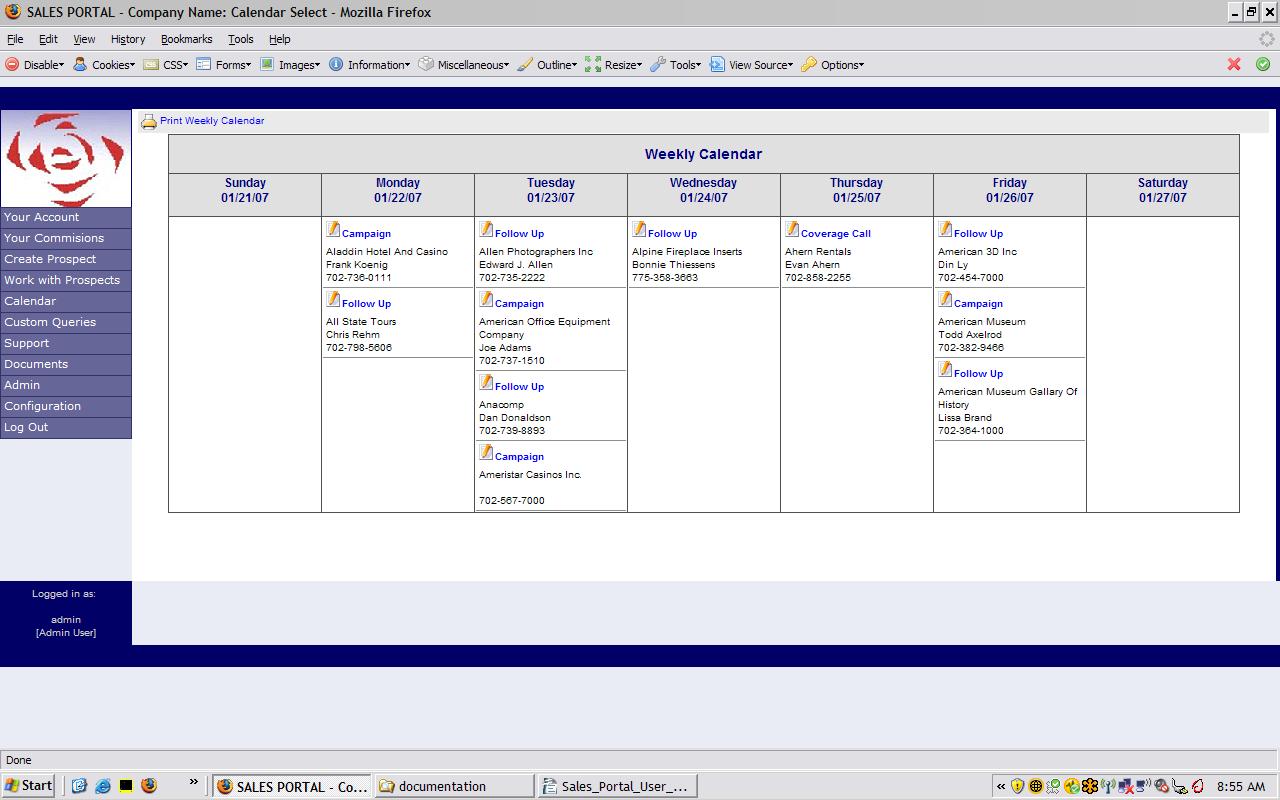 SALES PORTAL - Company Name: Calendar Select - Mozilla Firefox
File Edit View History Bookmarks Tools Help
Disable Cookies CSS Forms Images Information Miscellaneous Outline Resize Tools View Source Options
Print Weekly Calendar
Your Account
Your Commisions
Create Prospect
Work with Prospects
Calendar
Custom Queries
Support
Documents
Admin
Configuration
Log Out
Weekly Calendar
Sunday
01/21/07
Monday
01/22/07
Tuesday
01/23/07
Wednesday
01/24/07
Thursday
01/25/07
Friday
01/26/07
Saturday
01/27/07
Campaign
Aladdin Hotel And Casino
Frank Koenig
702-736-0111
Follow Up
All State Tours
Chris Rehm
702-798-5606
Follow Up
Allen Photographers Inc
Edward J. Allen
702-735-2222
Campaign
American Office Equipment
Company
Joe Adams
702-737-1510
Follow Up
Anacomp
Dan Donaldson
702-739-8893
Campaign
Ameristar Casinos Inc.
702-567-7000
Follow Up
Alpine Fireplace Inserts
Bonnie Thiessens
775-358-3663
Coverage Call
Ahern Rentals
Evan Ahern
702-858-2255
Follow Up
American 3D Inc
Din Ly
702-454-7000
Campaign
American Museum
Todd Axelrod
702-382-9466
Follow Up
American Museum Gallary Of
History
Lissa Brand
702-364-1000
Logged in as:
admin
[Admin User]
Done
Start » SALES PORTAL - Co... documentation Sales_Portal_User_... « 8:55 AM